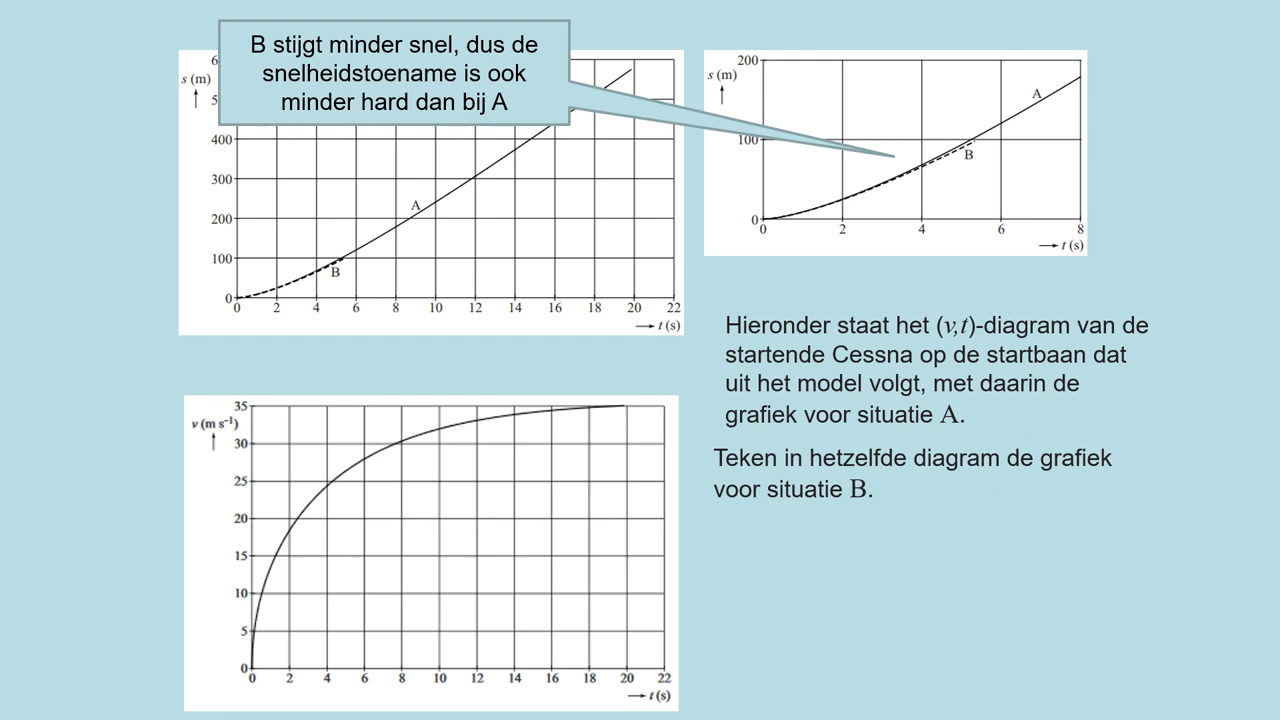 B stijgt minder snel, dus de
snelheidstoename is ook
minder hard dan bij A
6
s (m)
5
400
300
200
100
0
A
B
0 2 4 6 8 10 12 14 16 18 20 22
t (s)
200
s (m)
100
0
A
B
0 2 4 6 8
t (s)
Hieronder staat het (v,t)-diagram van de
startende Cessna op de startbaan dat
uit het model volgt, met daarin de
grafiek voor situatie A.
Teken in hetzelfde diagram de grafiek
voor situatie B.
35
v (m s⁻¹)
30
25
20
15
10
5
0
0 2 4 6 8 10 12 14 16 18 20 22
t (s)